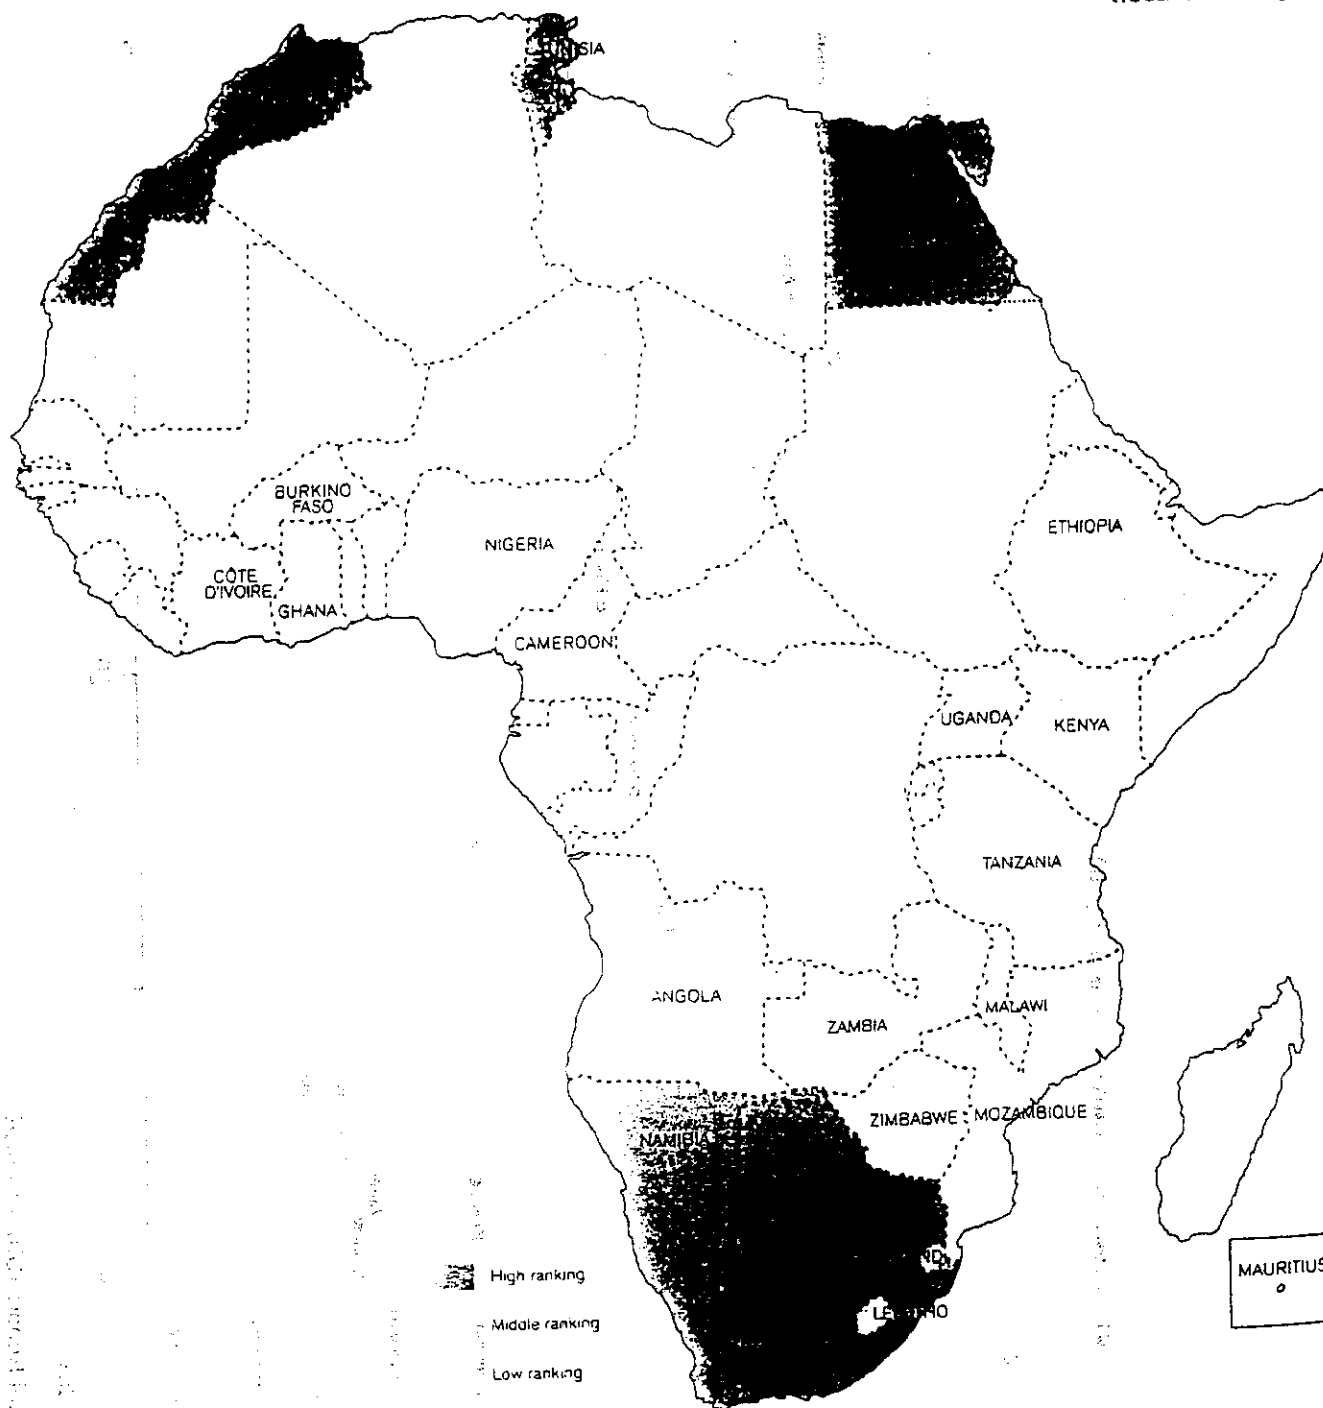 TUNISIA
BURKINO
FASO
NIGERIA
ETHIOPIA
CÔTE
D'IVOIRE
GHANA
CAMEROON
UGANDA
KENYA
TANZANIA
ANGOLA
MALAWI
ZAMBIA
ZIMBABWE
MOZAMBIQUE
NAMIBIA
High ranking
LESOTHO
MAURITIUS
Middle ranking
Low ranking